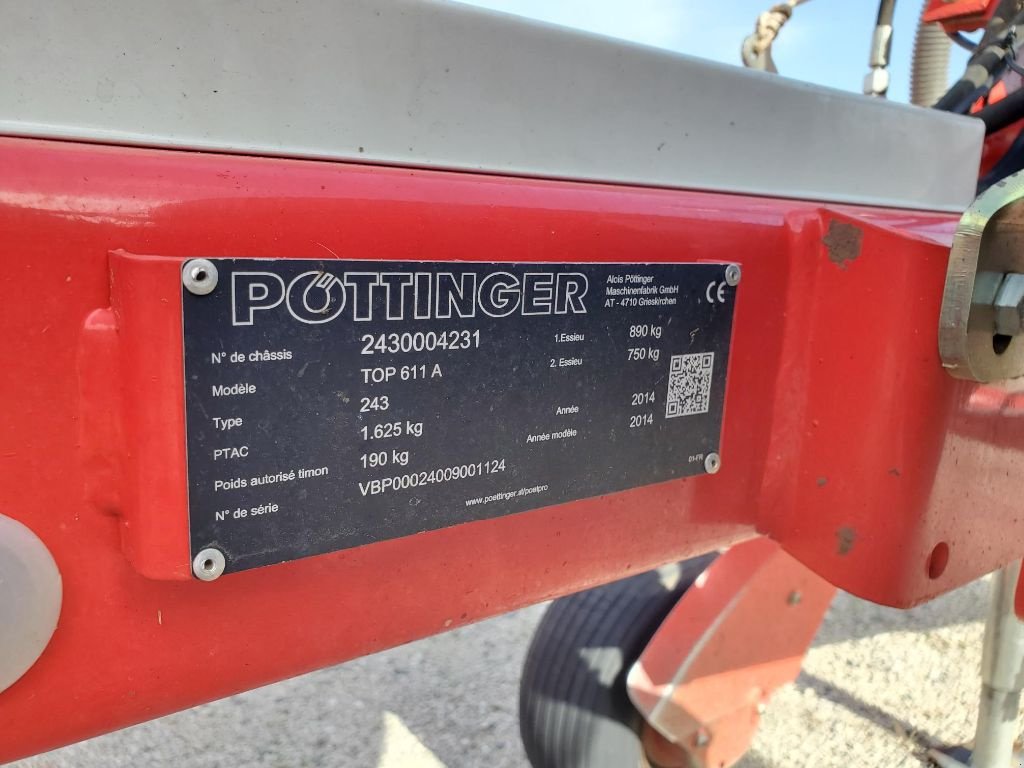 PÖTTINGER
Alois Pöttinger
Maschinenfabrik GmbH
AT - 4710 Grieskirchen
CE
N° de châssis 2430004231 1.Essieu 890 kg
Modèle TOP 611 A 2. Essieu 750 kg
Type 243
PTAC 1.625 kg Année 2014
Poids autorisé timon 190 kg Année modèle 2014
N° de série VBP00024009001124
www.poettinger.at/poetpro
01-FR